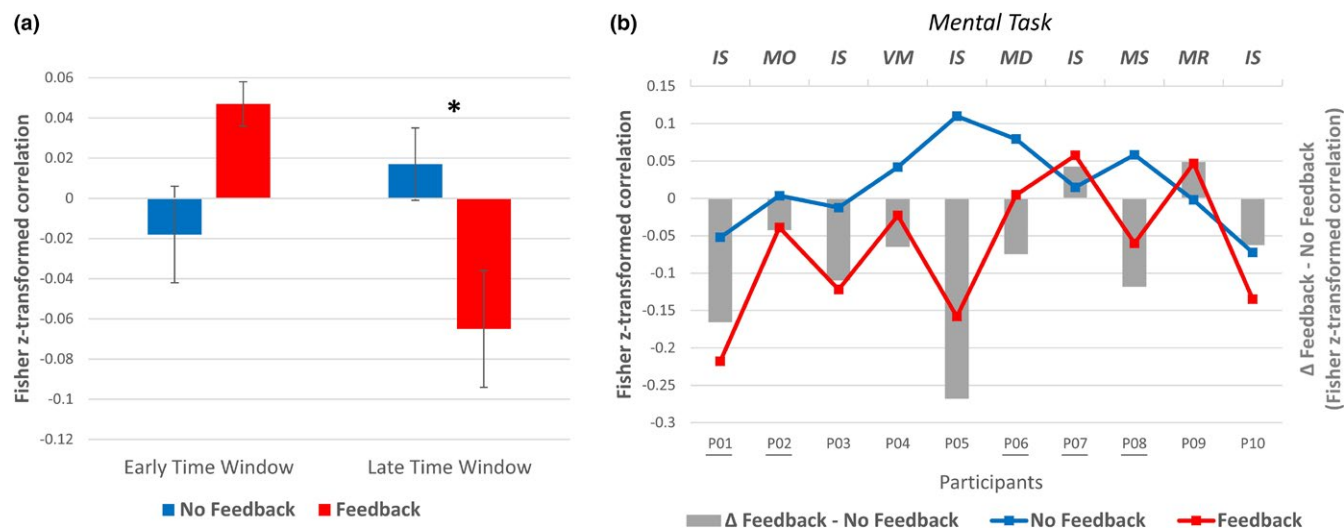 (a)
Fisher z-transformed correlation
0.06
0.04
0.02
0
-0.02
-0.04
-0.06
-0.08
-0.1
-0.12
*
Early Time Window Late Time Window
No Feedback Feedback
(b)
Mental Task
IS MO IS VM IS MD IS MS MR IS
Fisher z-transformed correlation
0.15
0.1
0.05
0
-0.05
-0.1
-0.15
-0.2
-0.25
-0.3
Δ Feedback - No Feedback
(Fisher z-transformed correlation)
P01 P02 P03 P04 P05 P06 P07 P08 P09 P10
Participants
Δ Feedback - No Feedback No Feedback Feedback